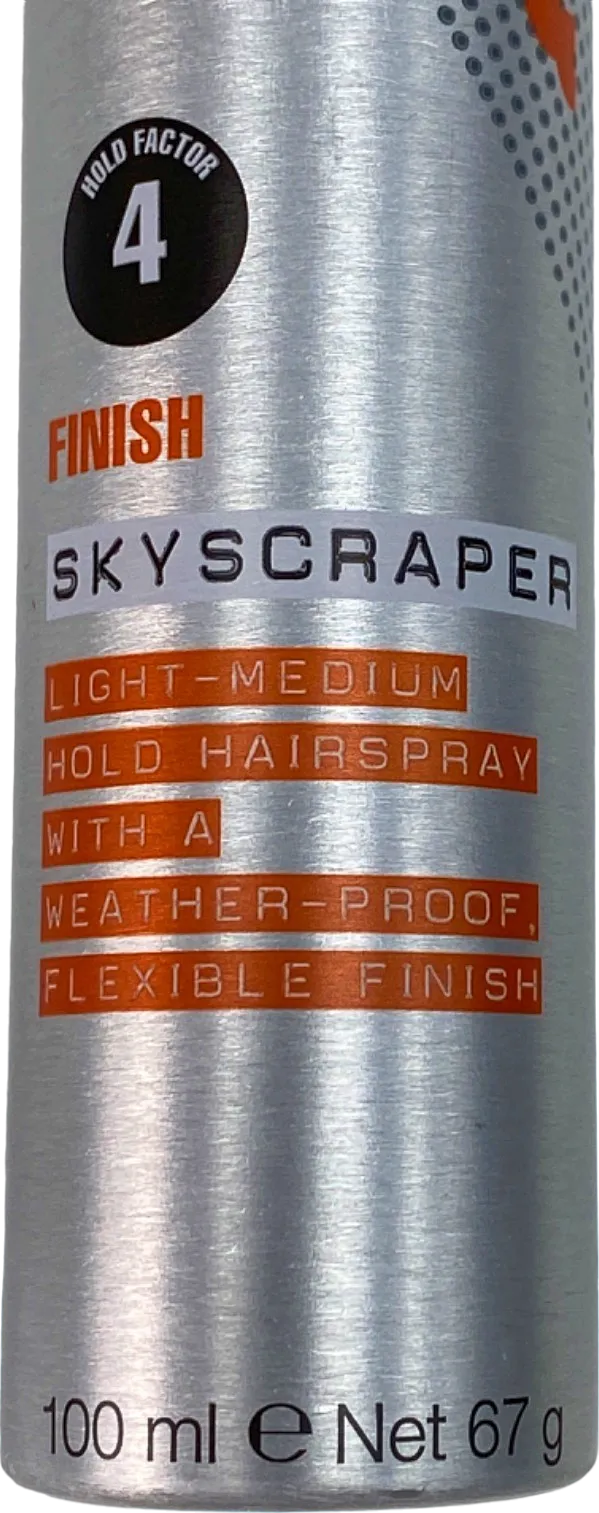 HOLD FACTOR
4
FINISH
SKYSCRAPER
LIGHT-MEDIUM
HOLD HAIRSPRAY
WITH A
WEATHER-PROOF,
FLEXIBLE FINISH
100 ml ℮ Net 67 g